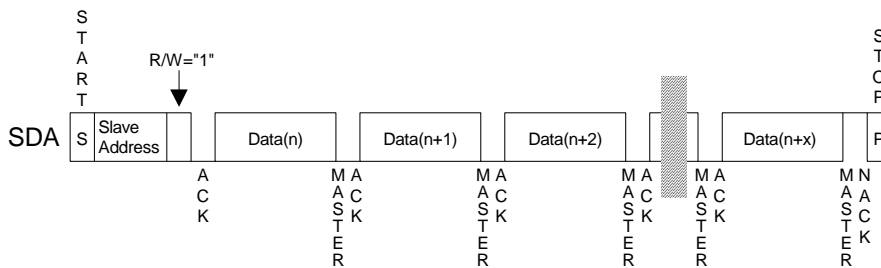 START
STOP
R/W="1"
SDA
S
Slave Address
Data(n)
Data(n+1)
Data(n+2)
Data(n+x)
P
ACK
MASTER ACK
MASTER ACK
MASTER ACK
MASTER ACK
MASTER NACK